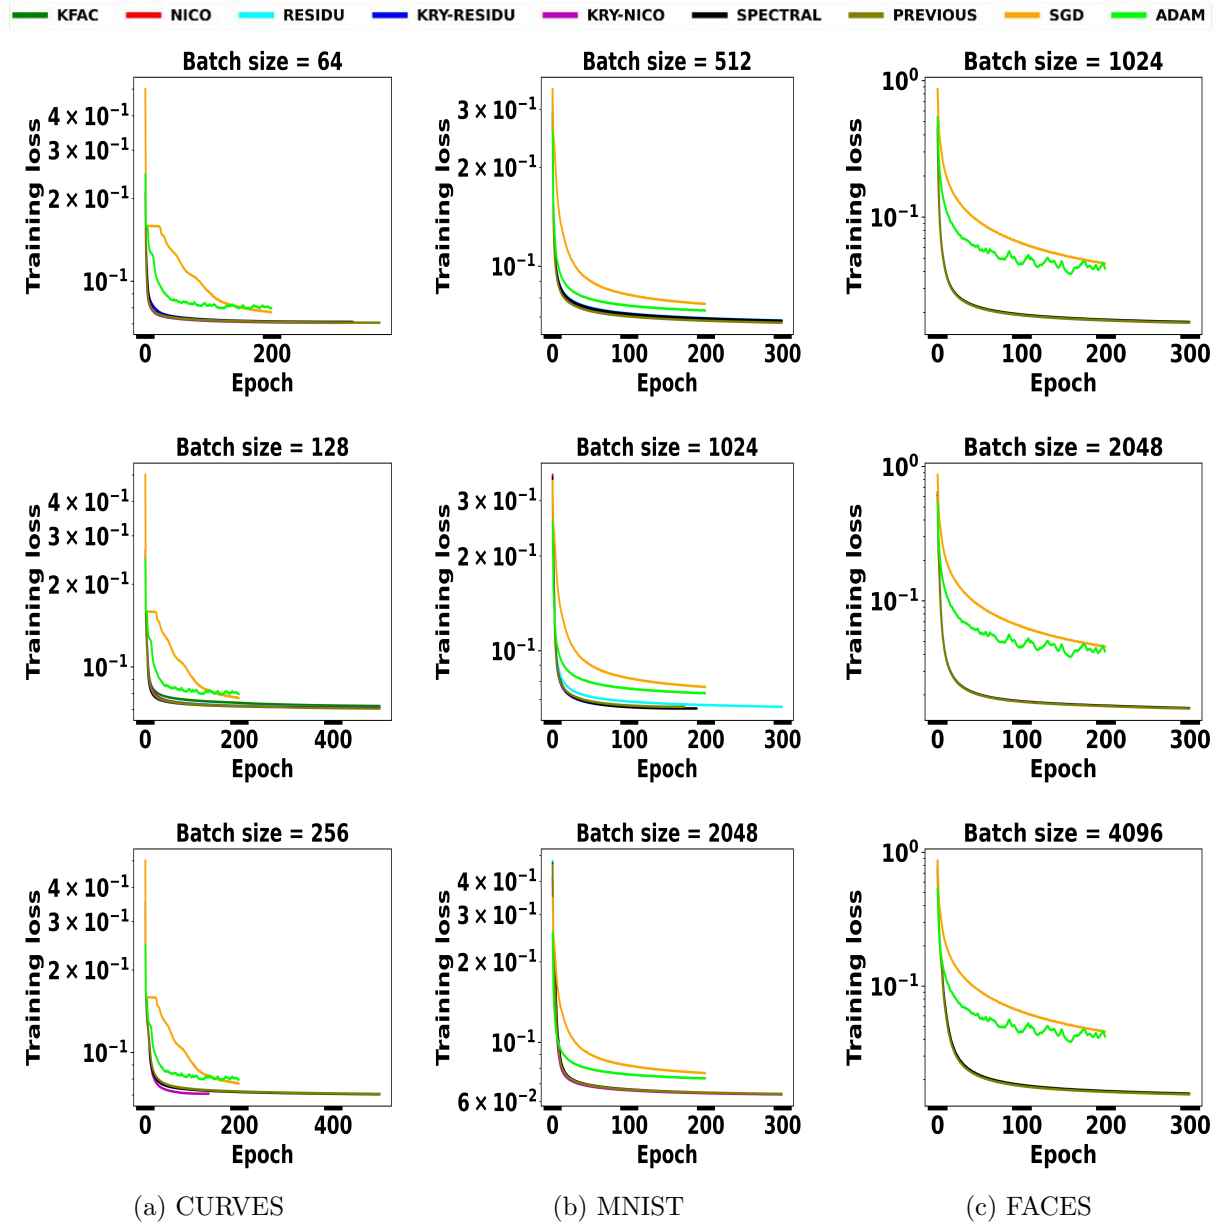 KFAC NICO RESIDU KRY-RESIDU KRY-NICO SPECTRAL PREVIOUS SGD ADAM
Batch size = 64
Training loss
4 × 10⁻¹
3 × 10⁻¹
2 × 10⁻¹
10⁻¹
0 200
Epoch
Batch size = 512
Training loss
3 × 10⁻¹
2 × 10⁻¹
10⁻¹
0 100 200 300
Epoch
Batch size = 1024
Training loss
10⁰
10⁻¹
0 100 200 300
Epoch
Batch size = 128
Training loss
4 × 10⁻¹
3 × 10⁻¹
2 × 10⁻¹
10⁻¹
0 200 400
Epoch
Batch size = 1024
Training loss
3 × 10⁻¹
2 × 10⁻¹
10⁻¹
0 100 200 300
Epoch
Batch size = 2048
Training loss
10⁰
10⁻¹
0 100 200 300
Epoch
Batch size = 256
Training loss
4 × 10⁻¹
3 × 10⁻¹
2 × 10⁻¹
10⁻¹
0 200 400
Epoch
Batch size = 2048
Training loss
4 × 10⁻¹
3 × 10⁻¹
2 × 10⁻¹
10⁻¹
6 × 10⁻²
0 100 200 300
Epoch
Batch size = 4096
Training loss
10⁰
10⁻¹
0 100 200 300
Epoch
(a) CURVES
(b) MNIST
(c) FACES